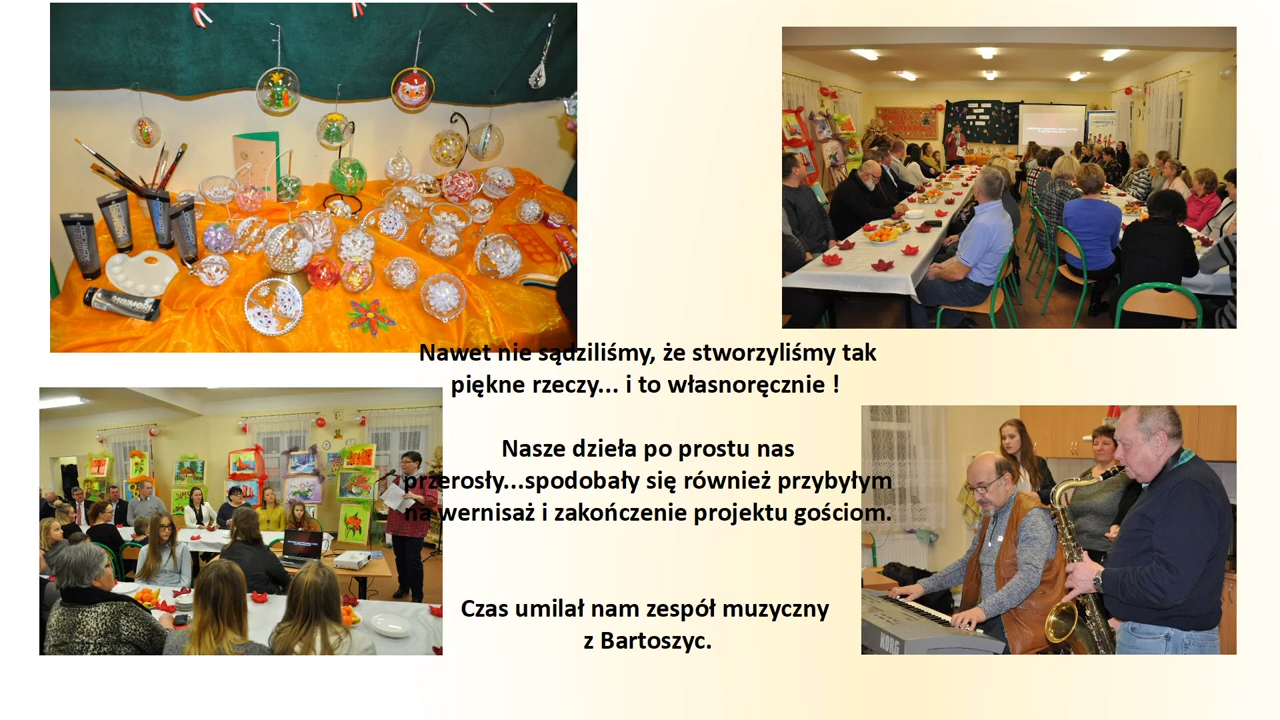 Nawet nie sądziliśmy, że stworzyliśmy tak
piękne rzeczy... i to własnoręcznie !
Nasze dzieła po prostu nas
przerosły...spodobały się również przybyłym
na wernisaż i zakończenie projektu gościom.
Czas umilał nam zespół muzyczny
z Bartoszyc.
KORG